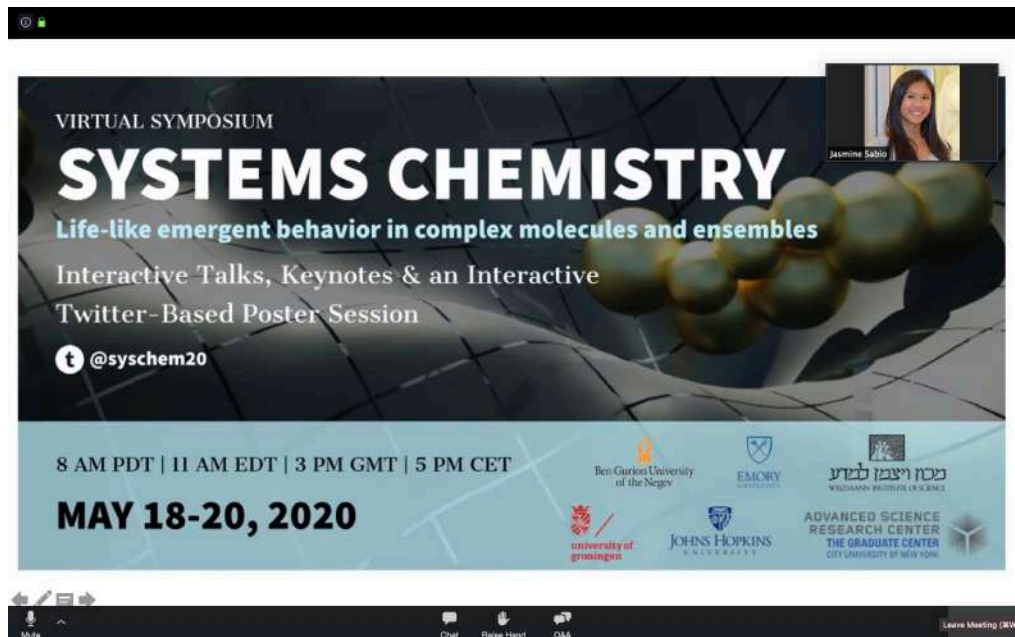 Jasmine Sabio
VIRTUAL SYMPOSIUM
SYSTEMS CHEMISTRY
Life-like emergent behavior in complex molecules and ensembles
Interactive Talks, Keynotes & an Interactive
Twitter-Based Poster Session
t @syschem20
8 AM PDT | 11 AM EDT | 3 PM GMT | 5 PM CET
MAY 18-20, 2020
Ben Gurion University
of the Negev
EMORY
UNIVERSITY
מכון ויצמן למדע
WEIZMANN INSTITUTE OF SCIENCE
university of
groningen
JOHNS HOPKINS
UNIVERSITY
ADVANCED SCIENCE
RESEARCH CENTER
THE GRADUATE CENTER
CITY UNIVERSITY OF NEW YORK
Mute
Chat
Raise Hand
Q&A
Leave Meeting (⌘W